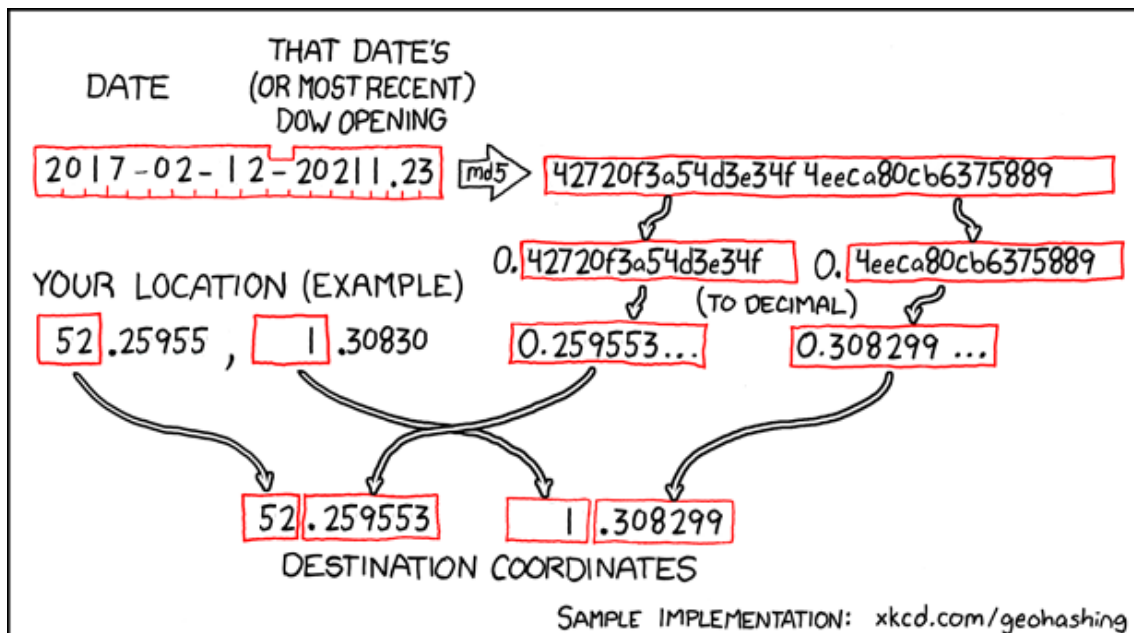 DATE
THAT DATE'S
(OR MOST RECENT)
DOW OPENING
2017-02-12-20211.23
md5
42720f3a54d3e34f4eeca80cb6375889
0.42720f3a54d3e34f
0.4eeca80cb6375889
YOUR LOCATION (EXAMPLE)
(TO DECIMAL)
52.25955, 1.30830
0.259553...
0.308299...
52.259553
1.308299
DESTINATION COORDINATES
SAMPLE IMPLEMENTATION: xkcd.com/geohashing